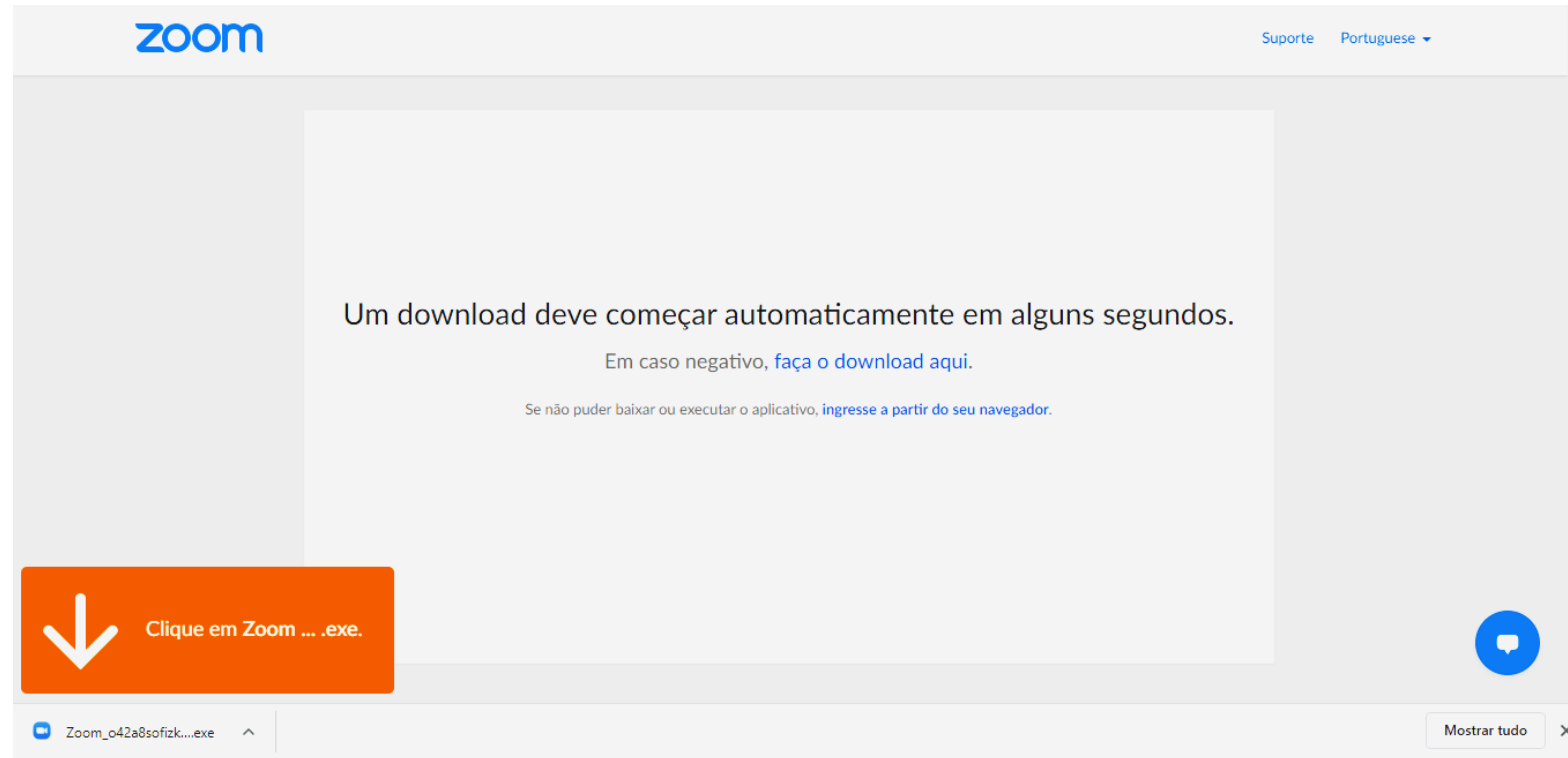 zoom
Suporte Portuguese
Um download deve começar automaticamente em alguns segundos.
Em caso negativo, faça o download aqui.
Se não puder baixar ou executar o aplicativo, ingresse a partir do seu navegador.
Clique em Zoom ... .exe.
Zoom_o42a8sofizk....exe
Mostrar tudo